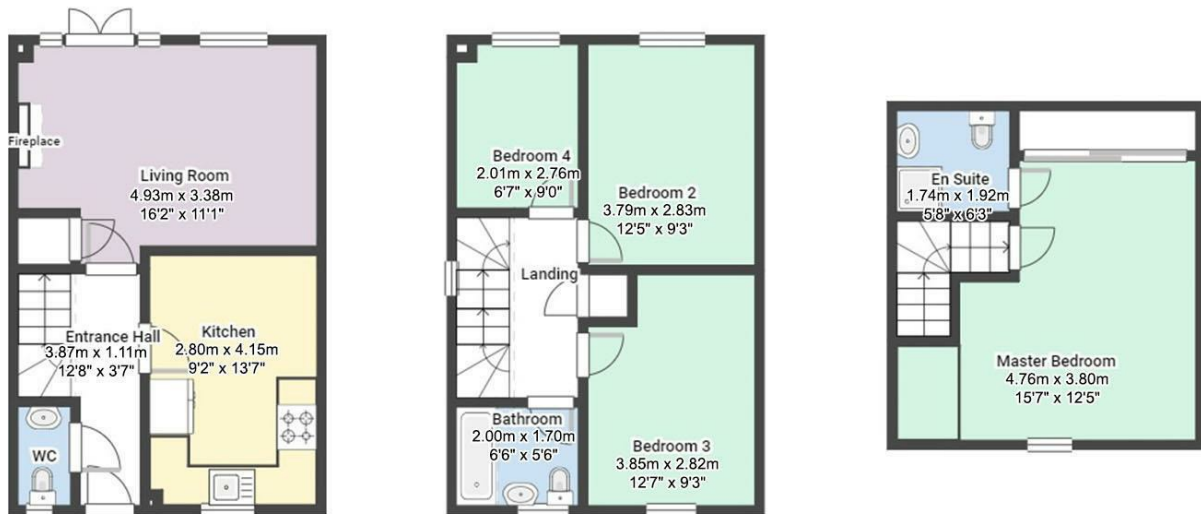 Fireplace
Living Room
4.93m x 3.38m
16'2" x 11'1"
Entrance Hall
3.87m x 1.11m
12'8" x 3'7"
Kitchen
2.80m x 4.15m
9'2" x 13'7"
WC
Bedroom 4
2.01m x 2.76m
6'7" x 9'0"
Bedroom 2
3.79m x 2.83m
12'5" x 9'3"
Landing
Bathroom
2.00m x 1.70m
6'6" x 5'6"
Bedroom 3
3.85m x 2.82m
12'7" x 9'3"
En Suite
1.74m x 1.92m
5'8" x 6'3"
Master Bedroom
4.76m x 3.80m
15'7" x 12'5"